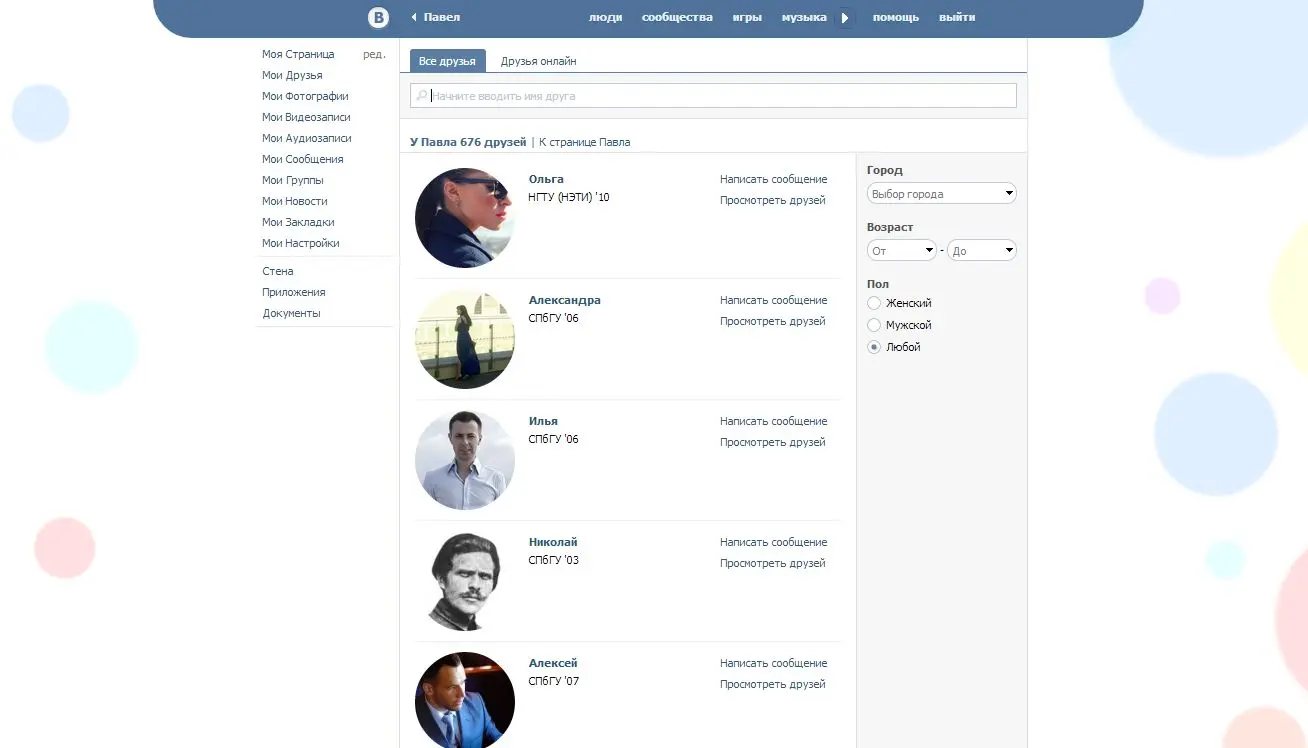 В Павел люди сообщества игры музыка помощь выйти
Моя Страница ред.
Мои Друзья
Мои Фотографии
Мои Видеозаписи
Мои Аудиозаписи
Мои Сообщения
Мои Группы
Мои Новости
Мои Закладки
Мои Настройки
Стена
Приложения
Документы
Все друзья Друзья онлайн
Начните вводить имя друга
У Павла 676 друзей | К странице Павла
Ольга
НГТУ (НЭТИ) '10
Написать сообщение
Просмотреть друзей
Александра
СПбГУ '06
Написать сообщение
Просмотреть друзей
Илья
СПбГУ '06
Написать сообщение
Просмотреть друзей
Николай
СПбГУ '03
Написать сообщение
Просмотреть друзей
Алексей
СПбГУ '07
Написать сообщение
Просмотреть друзей
Город
Выбор города
Возраст
От - До
Пол
Женский
Мужской
Любой